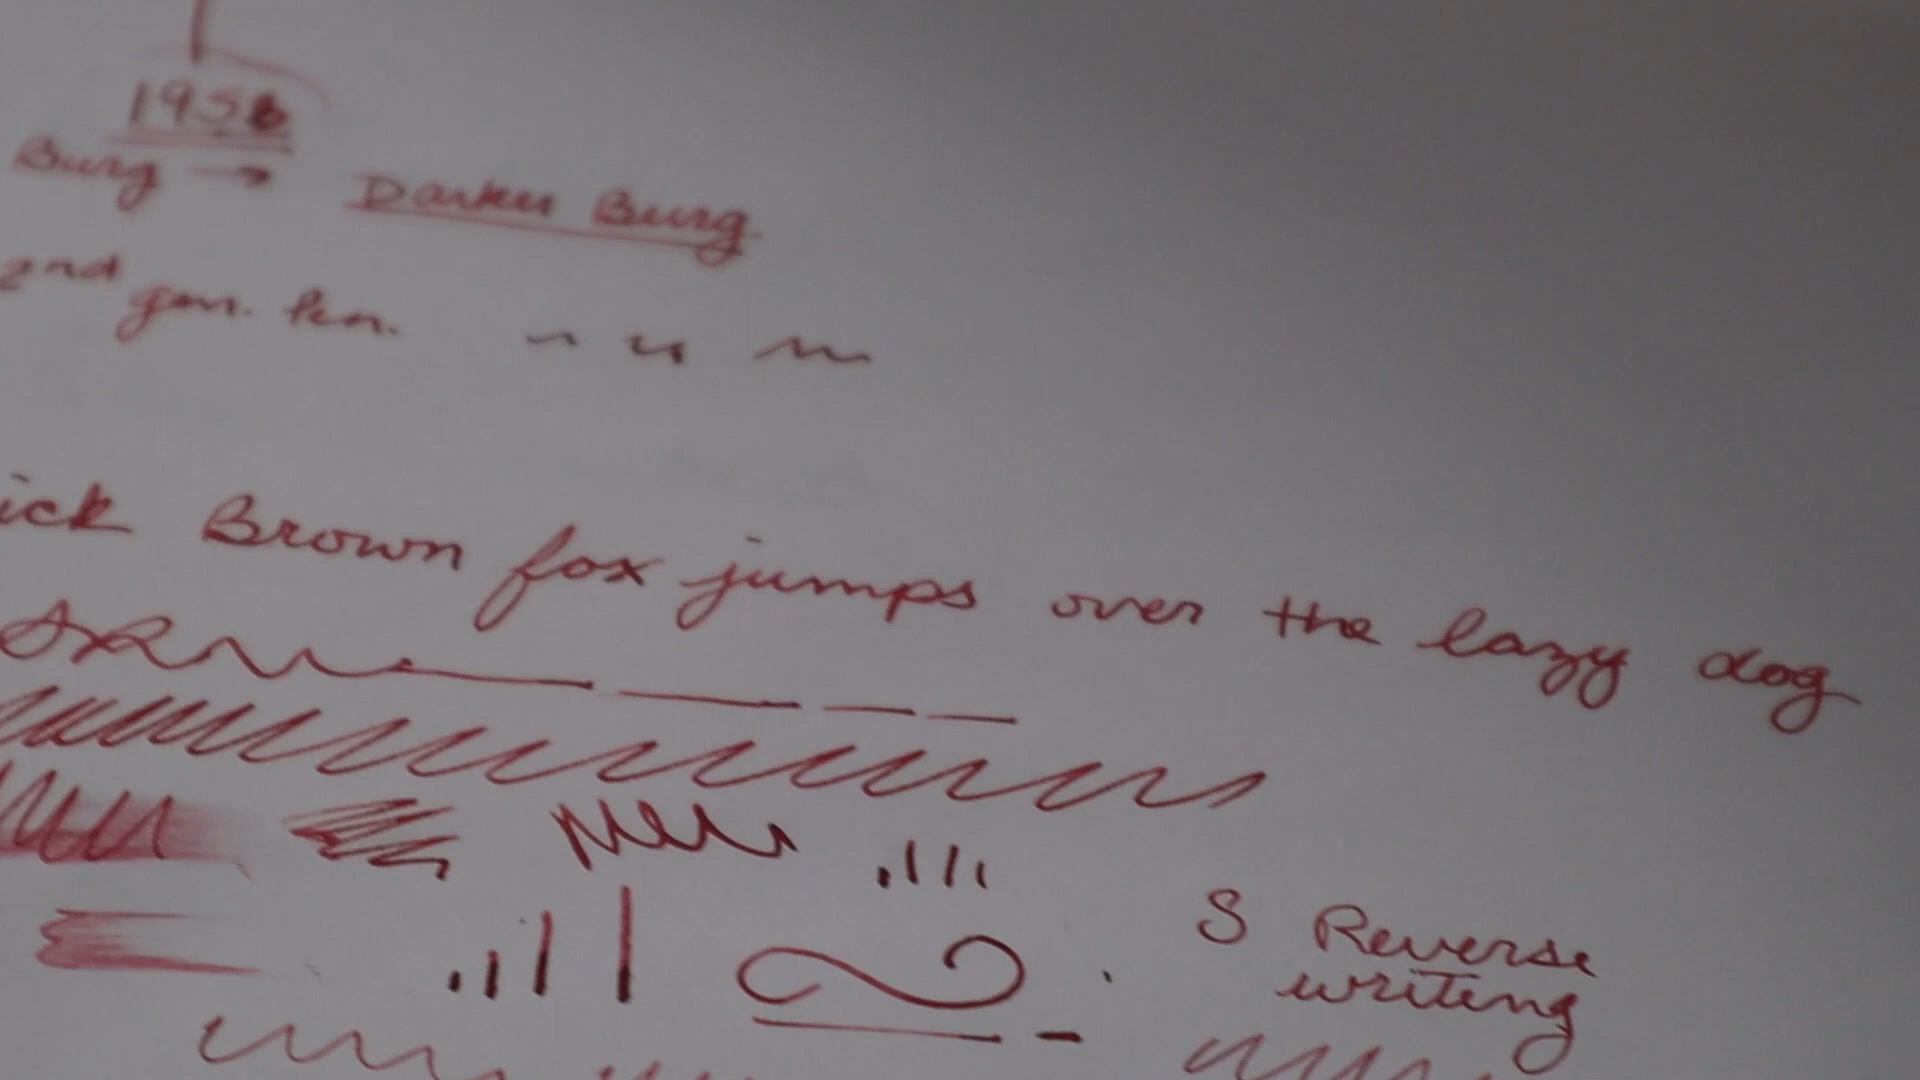 1956
Burg → Darker Burg.
2nd gen. Pen.
ick Brown fox jumps over the lazy dog
S Reverse
writing